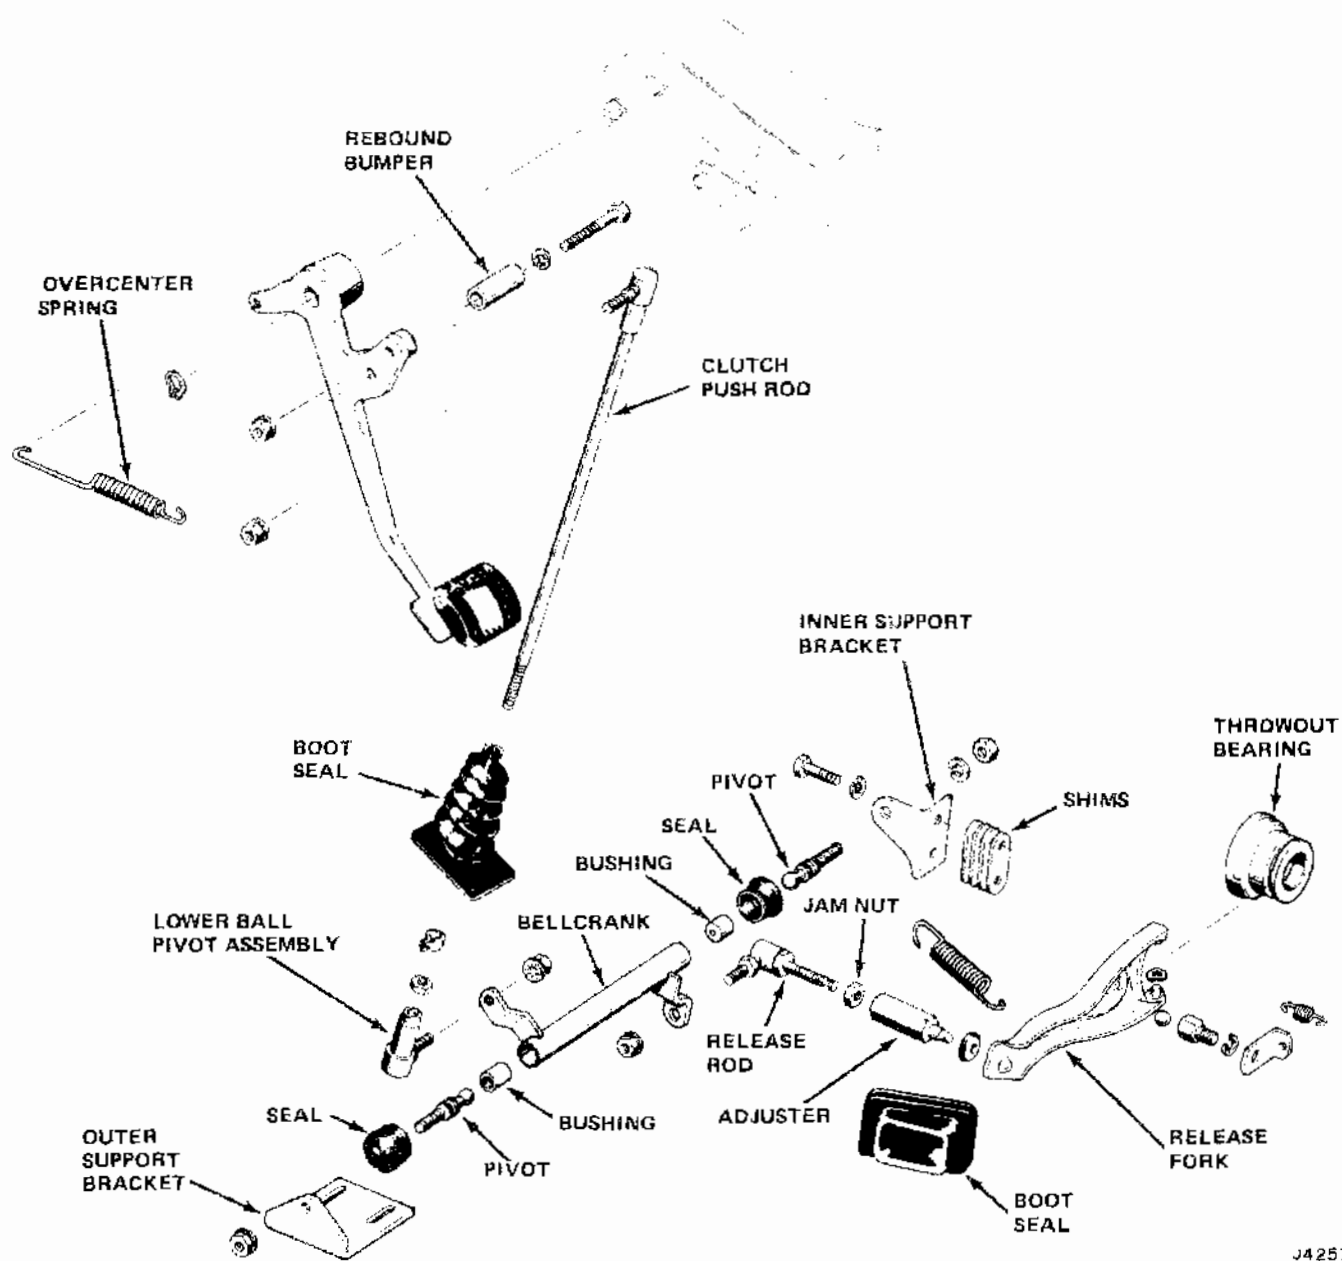 REBOUND
BUMPER
OVERCENTER
SPRING
CLUTCH
PUSH ROD
INNER SUPPORT
BRACKET
THROWOUT
BEARING
BOOT
SEAL
PIVOT
SHIMS
SEAL
BUSHING
JAM NUT
LOWER BALL
PIVOT ASSEMBLY
BELLCRANK
RELEASE
ROD
ADJUSTER
SEAL
BUSHING
OUTER
SUPPORT
BRACKET
PIVOT
RELEASE
FORK
BOOT
SEAL
J4257